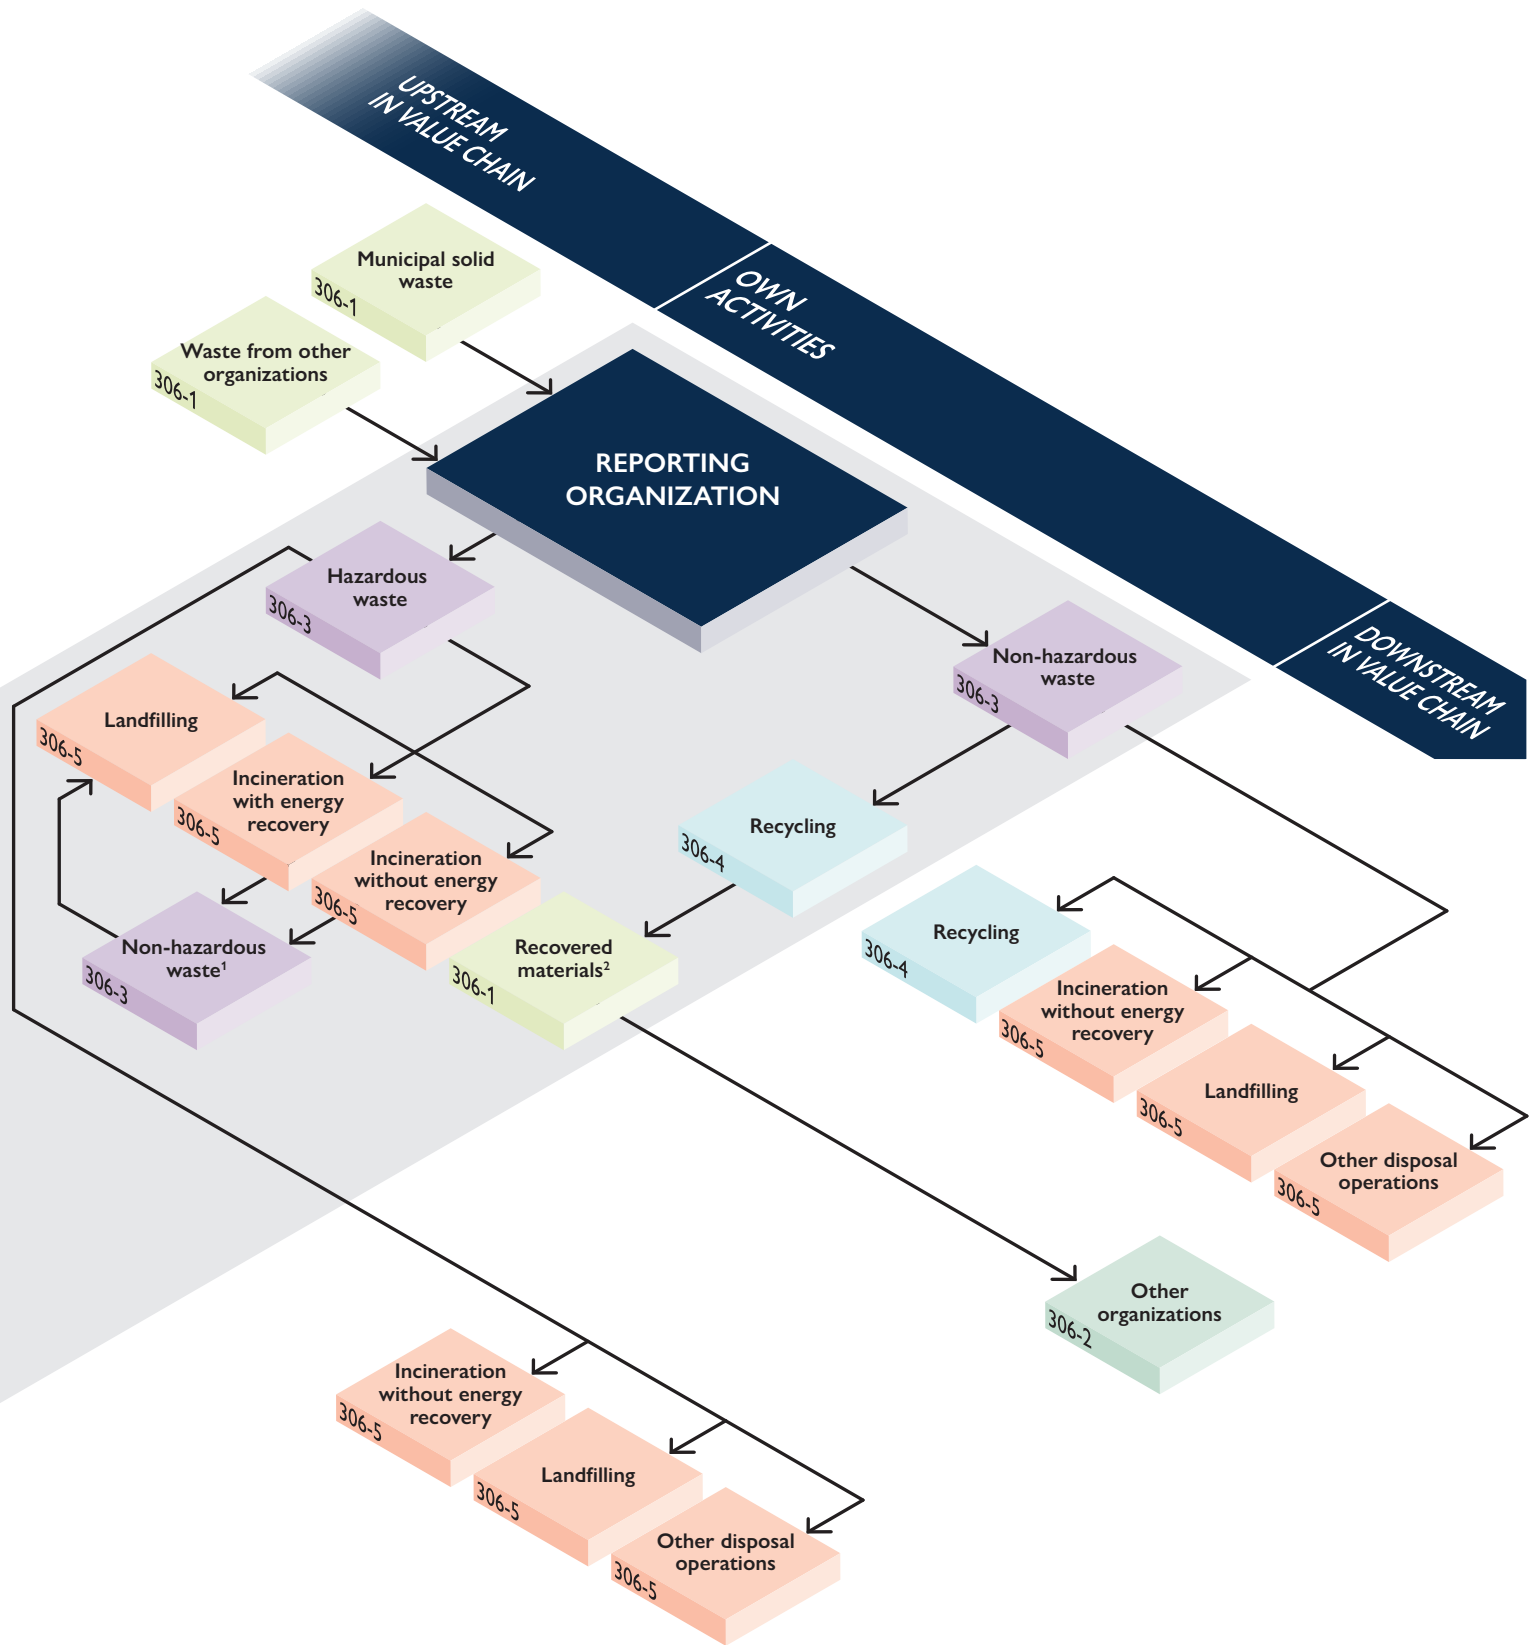 UPSTREAM
IN VALUE CHAIN
OWN
ACTIVITIES
DOWNSTREAM
IN VALUE CHAIN
Municipal solid
waste
306-1
Waste from other
organizations
306-1
REPORTING
ORGANIZATION
Hazardous
waste
306-3
Non-hazardous
waste
306-3
Landfilling
306-5
Incineration
with energy
recovery
306-5
Incineration
without energy
recovery
306-5
Non-hazardous
waste¹
306-3
Recycling
306-4
Recovered
materials²
306-1
Recycling
306-4
Incineration
without energy
recovery
306-5
Landfilling
306-5
Other disposal
operations
306-5
Other
organizations
306-2
Incineration
without energy
recovery
306-5
Landfilling
306-5
Other disposal
operations
306-5